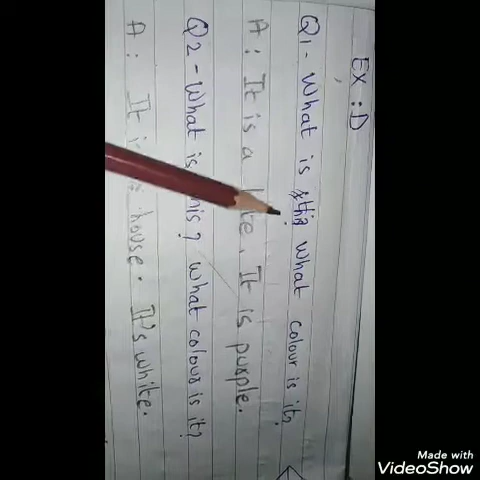 EX : D
Q1 - What is this what colour is it?
A : It is a . It is purple.
Q2 - What is this? what colour is it?
A : It is house. It's white.
Made with
VideoShow